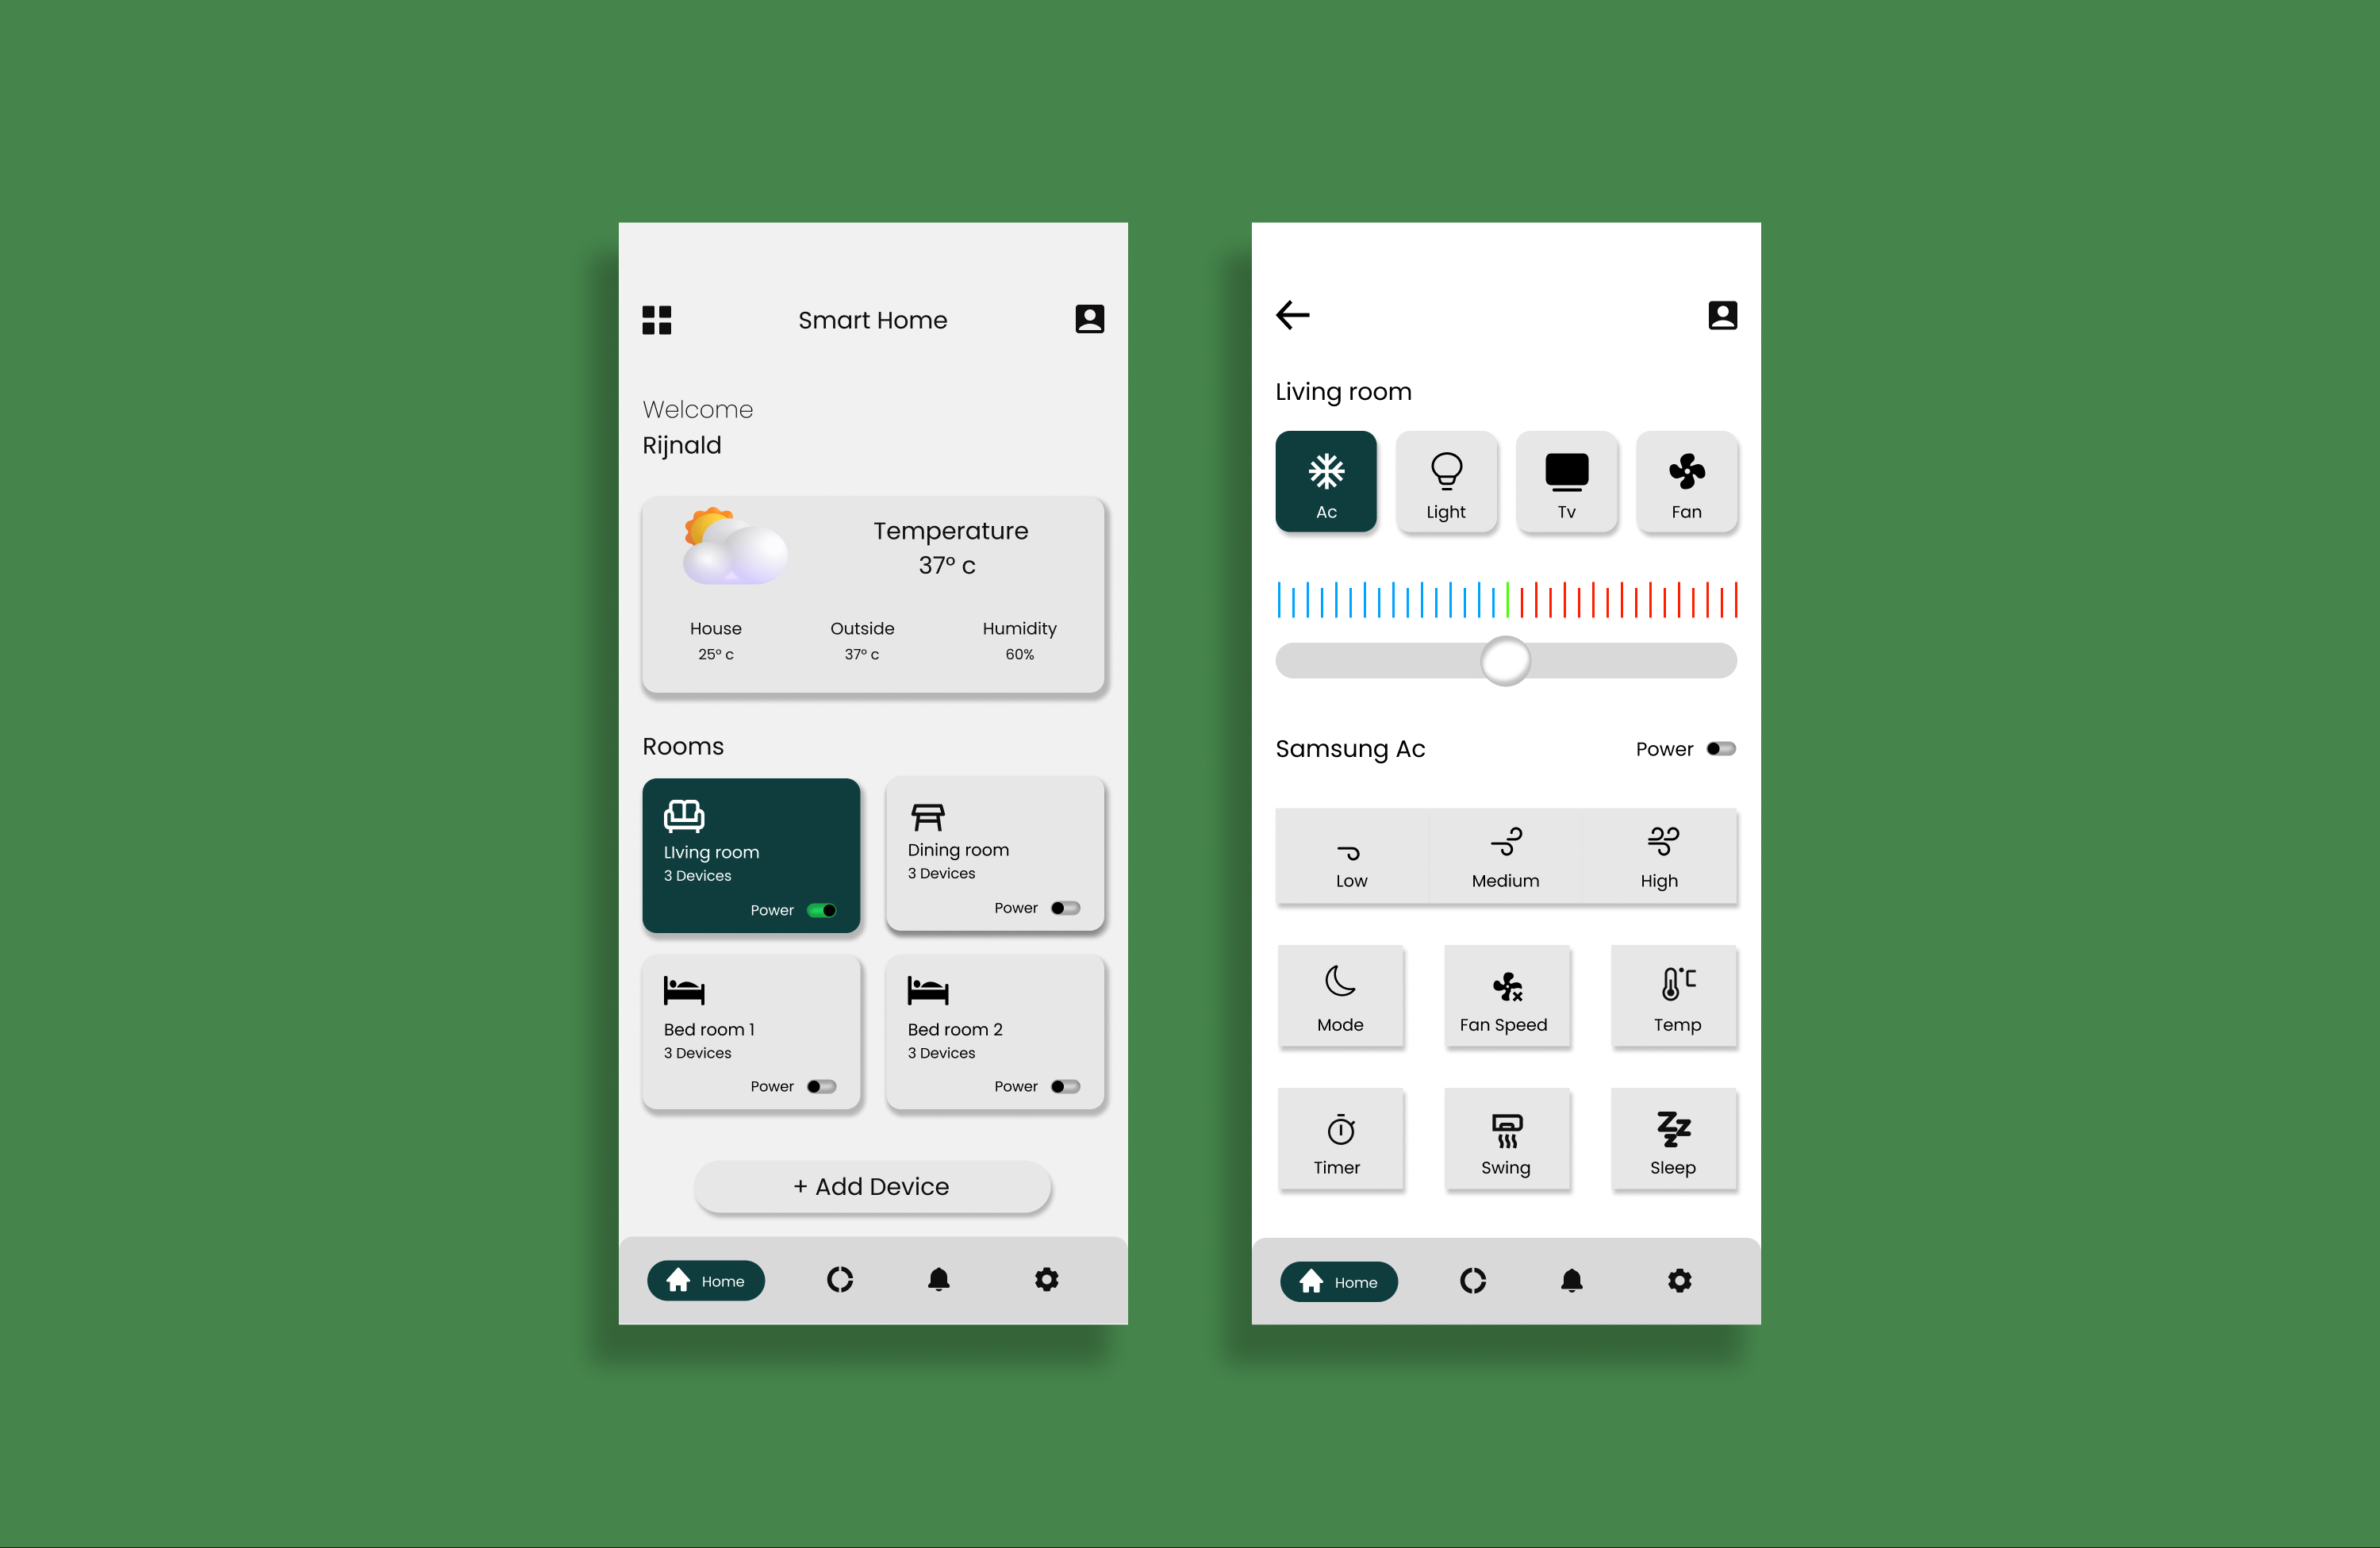 Smart Home
Welcome
Rijnald
Temperature
37° c
House Outside Humidity
25° c 37° c 60%
Rooms
LIving room
3 Devices
Power
Dining room
3 Devices
Power
Bed room 1
3 Devices
Power
Bed room 2
3 Devices
Power
+ Add Device
Home
Living room
Ac Light Tv Fan
Samsung Ac Power
Low Medium High
Mode Fan Speed Temp
Timer Swing Sleep
Home